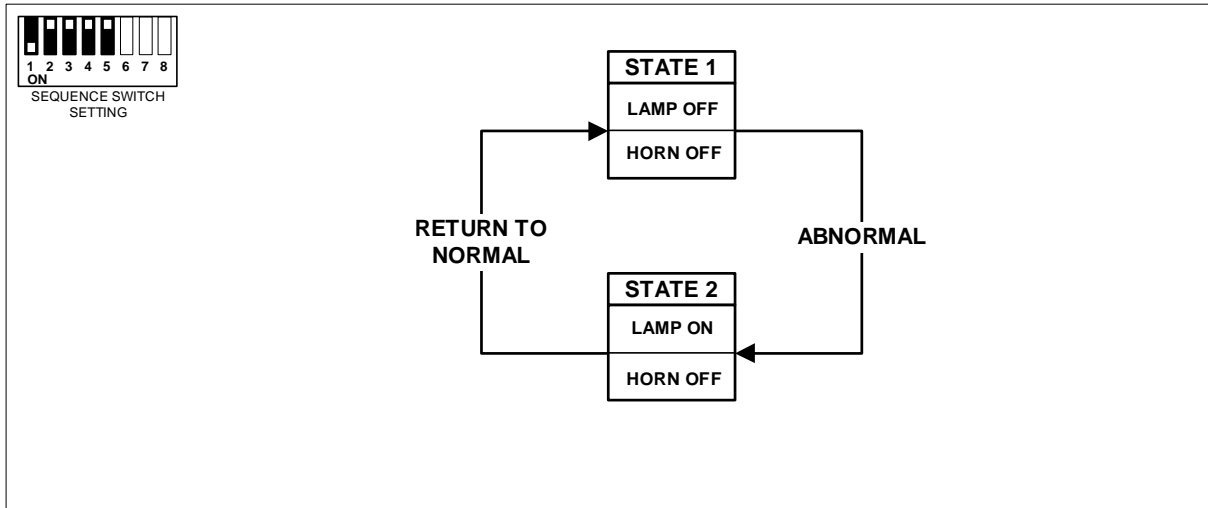 1 2 3 4 5 6 7 8
ON
SEQUENCE SWITCH
SETTING
STATE 1
LAMP OFF
HORN OFF
RETURN TO
NORMAL
ABNORMAL
STATE 2
LAMP ON
HORN OFF